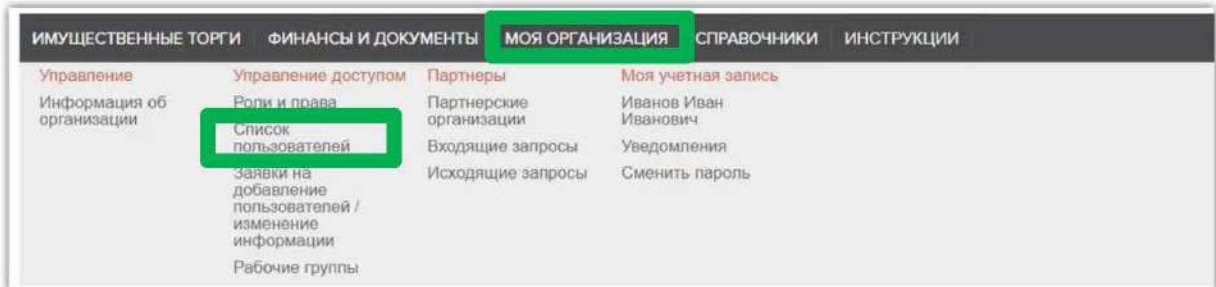 ИМУЩЕСТВЕННЫЕ ТОРГИ ФИНАНСЫ И ДОКУМЕНТЫ МОЯ ОРГАНИЗАЦИЯ СПРАВОЧНИКИ ИНСТРУКЦИИ
Управление
Информация об
организации
Управление доступом
Роли и права
Список
пользователей
Заявки на
добавление
пользователей /
изменение
информации
Рабочие группы
Партнеры
Партнерские
организации
Входящие запросы
Исходящие запросы
Моя учетная запись
Иванов Иван
Иванович
Уведомления
Сменить пароль